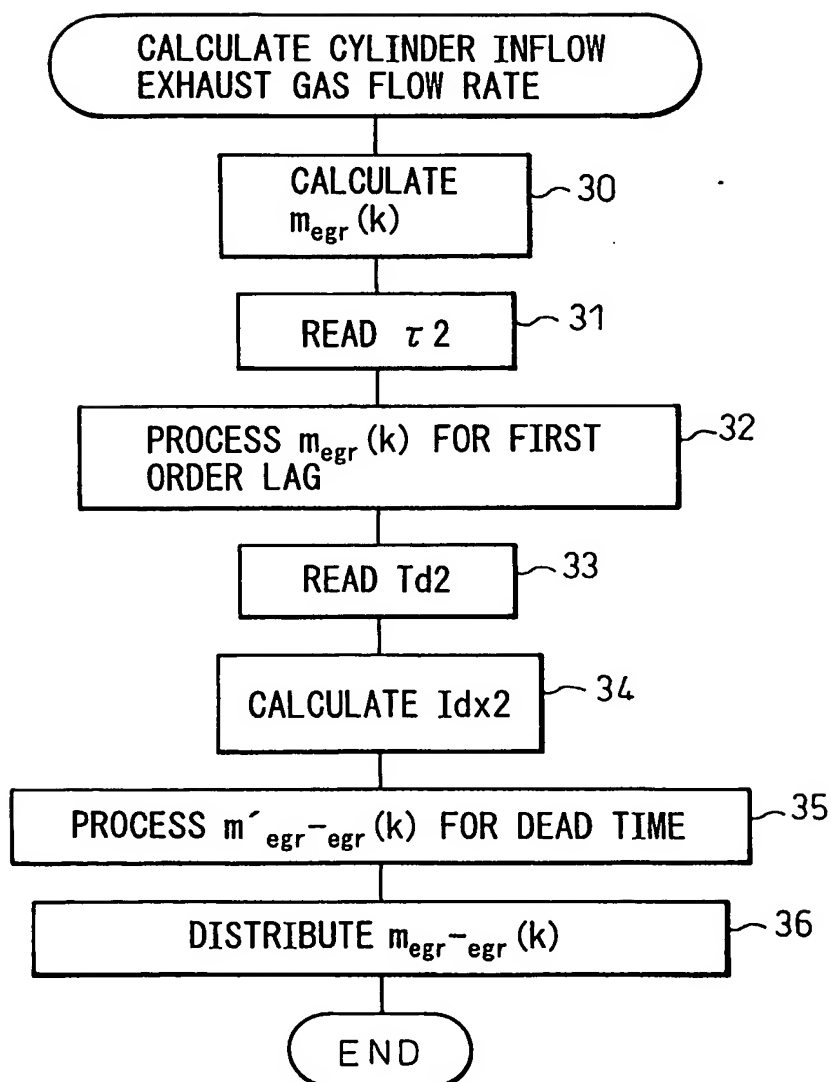 CALCULATE CYLINDER INFLOW
EXHAUST GAS FLOW RATE
CALCULATE
m_egr(k)
30
READ τ2
31
PROCESS m_egr(k) FOR FIRST
ORDER LAG
32
READ Td2
33
CALCULATE Idx2
34
PROCESS m´_egr-egr(k) FOR DEAD TIME
35
DISTRIBUTE m_egr-egr(k)
36
END